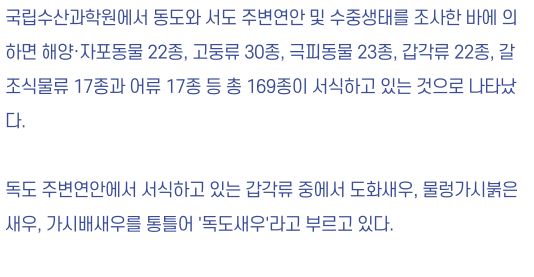 국립수산과학원에서 동도와 서도 주변연안 및 수중생태를 조사한 바에 의
하면 해양·자포동물 22종, 고둥류 30종, 극피동물 23종, 갑각류 22종, 갈
조식물류 17종과 어류 17종 등 총 169종이 서식하고 있는 것으로 나타났
다.
독도 주변연안에서 서식하고 있는 갑각류 중에서 도화새우, 물렁가시붉은
새우, 가시배새우를 통틀어 '독도새우'라고 부르고 있다.